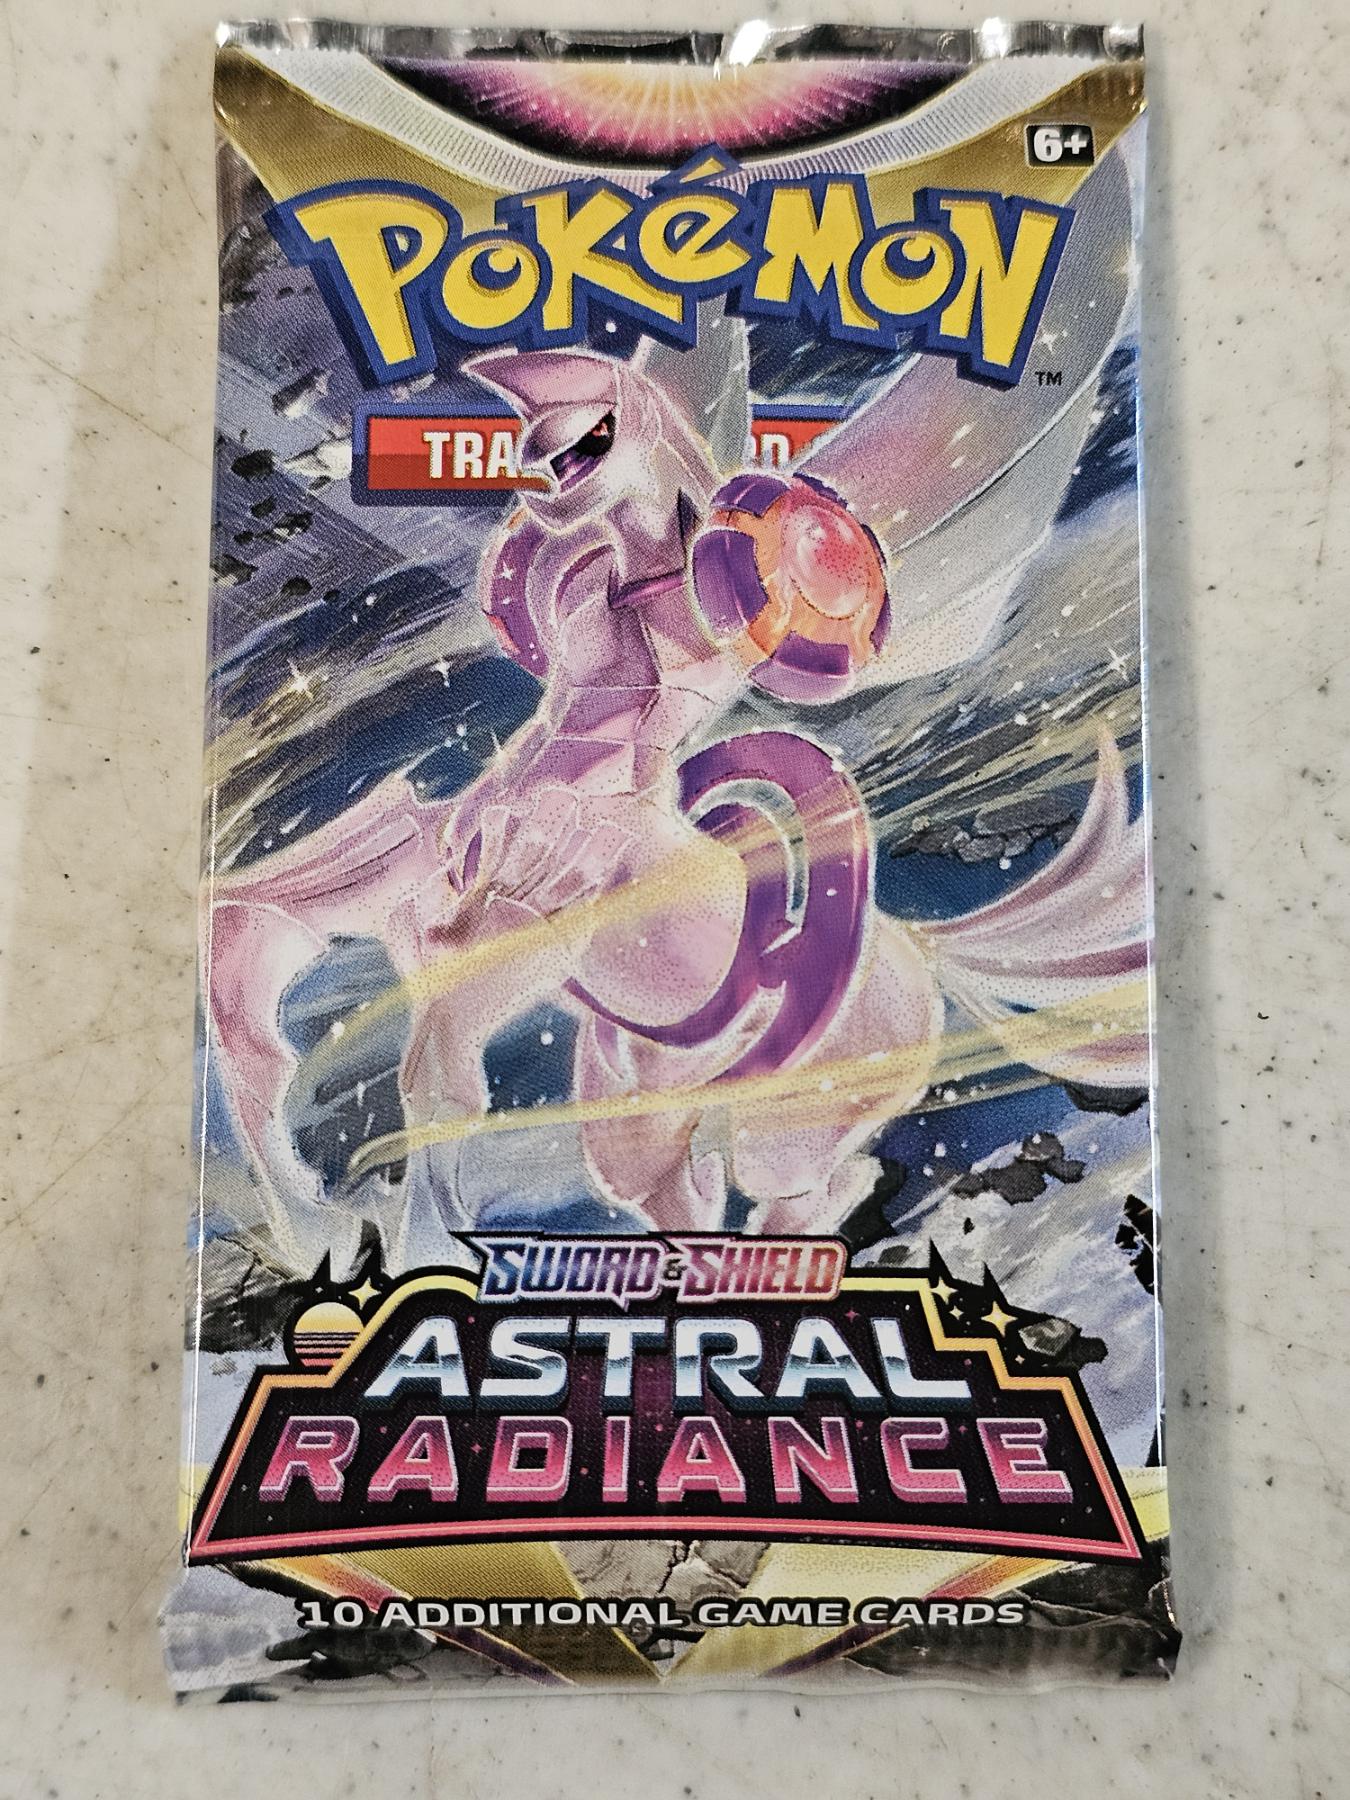 6+
POKéMON
TM
TRA
SWORD & SHIELD
ASTRAL
RADIANCE
10 ADDITIONAL GAME CARDS